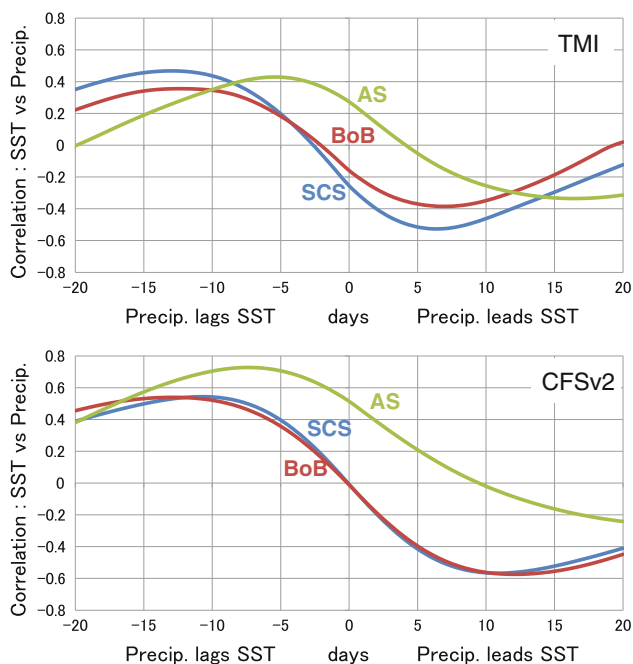 0.8
TMI
0.6
0.4
AS
0.2
BoB
0
-0.2
SCS
-0.4
-0.6
-0.8
Correlation : SST vs Precip.
-20 -15 -10 -5 0 5 10 15 20
Precip. lags SST days Precip. leads SST
0.8
CFSv2
0.6
AS
0.4
SCS
0.2
BoB
0
-0.2
-0.4
-0.6
-0.8
Correlation : SST vs Precip.
-20 -15 -10 -5 0 5 10 15 20
Precip. lags SST days Precip. leads SST